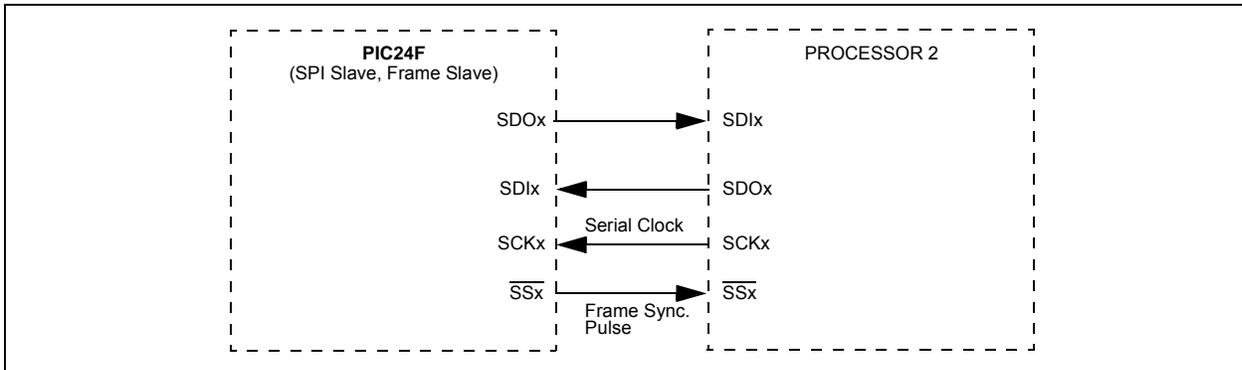 PIC24F
(SPI Slave, Frame Slave)
PROCESSOR 2
SDOx
SDIx
SDIx
SDOx
Serial Clock
SCKx
SCKx
SSx
SSx
Frame Sync.
Pulse